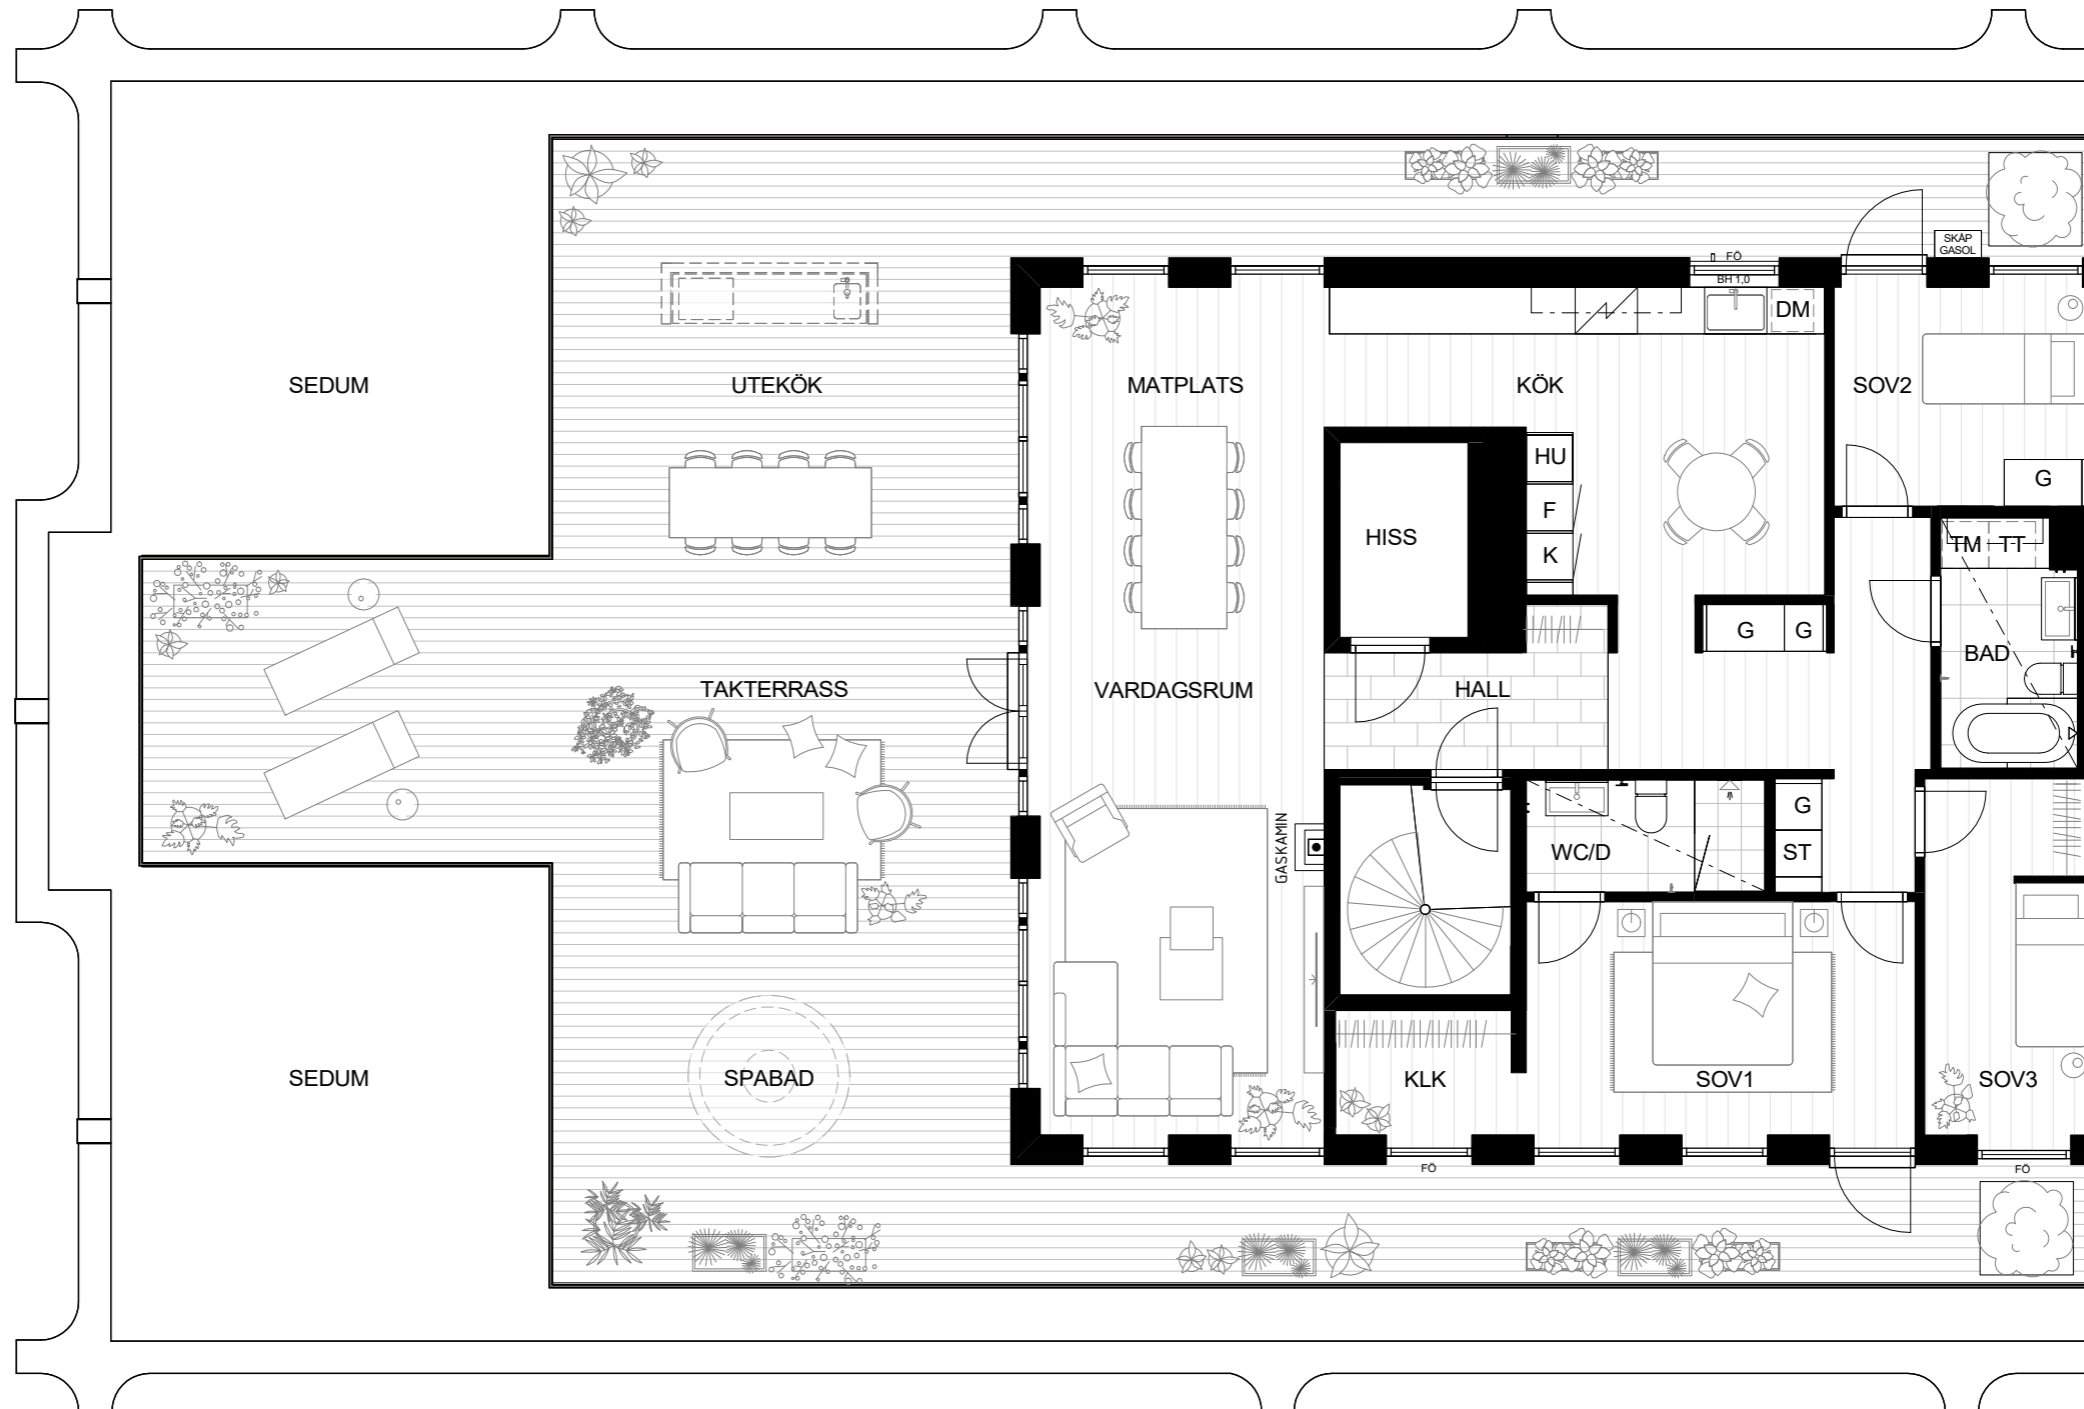 SKÅP
GASOL
FÖ
BH 1,0
DM
SEDUM
UTEKÖK
MATPLATS
KÖK
SOV2
HU
G
F
HISS
K
TM TT
G G
BAD
TAKTERRASS
VARDAGSRUM
HALL
G
GASKAMIN
WC/D
ST
SEDUM
SPABAD
KLK
SOV1
SOV3
FÖ
FÖ